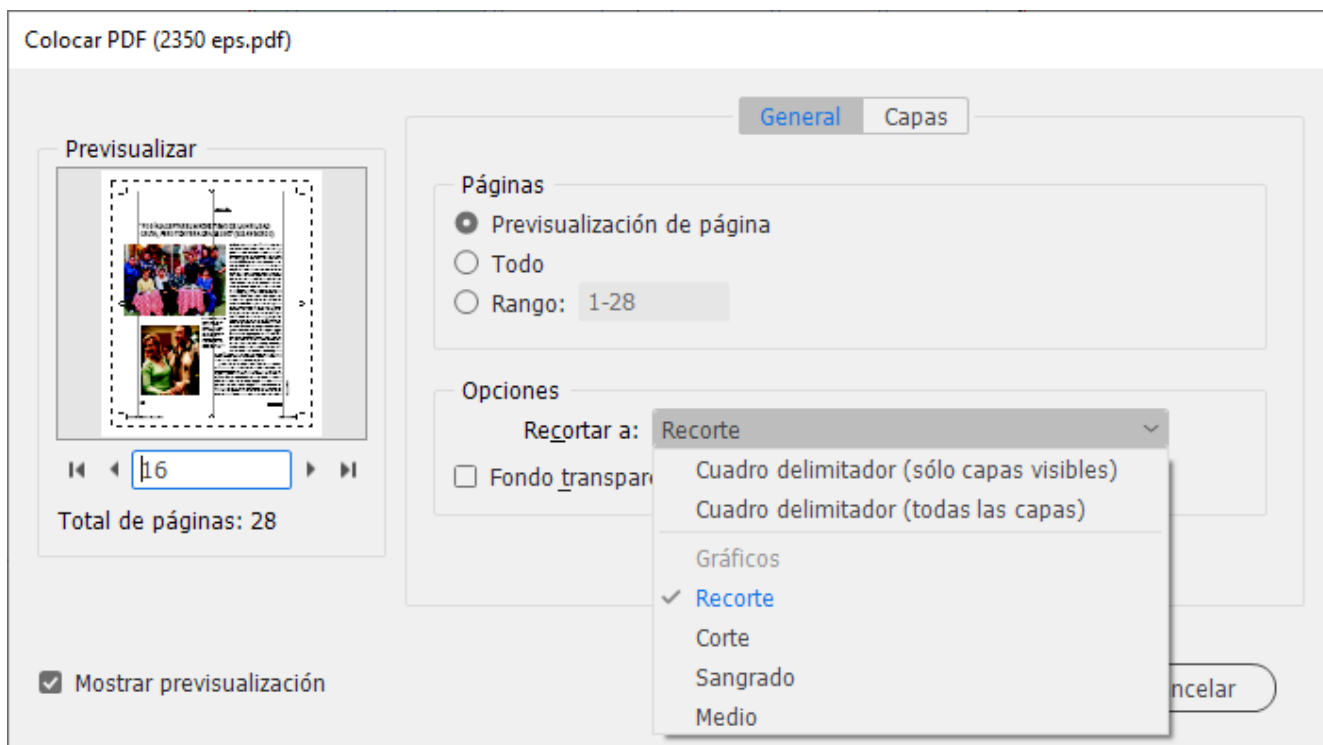 Colocar PDF (2350 eps.pdf)
General
Capas
Previsualizar
Páginas
Previsualización de página
Todo
Rango: 1-28
Opciones
Recortar a: Recorte
Cuadro delimitador (sólo capas visibles)
Fondo transpare
Cuadro delimitador (todas las capas)
Gráficos
Recorte
Corte
Sangrado
Medio
16
Total de páginas: 28
Mostrar previsualización
ncelar